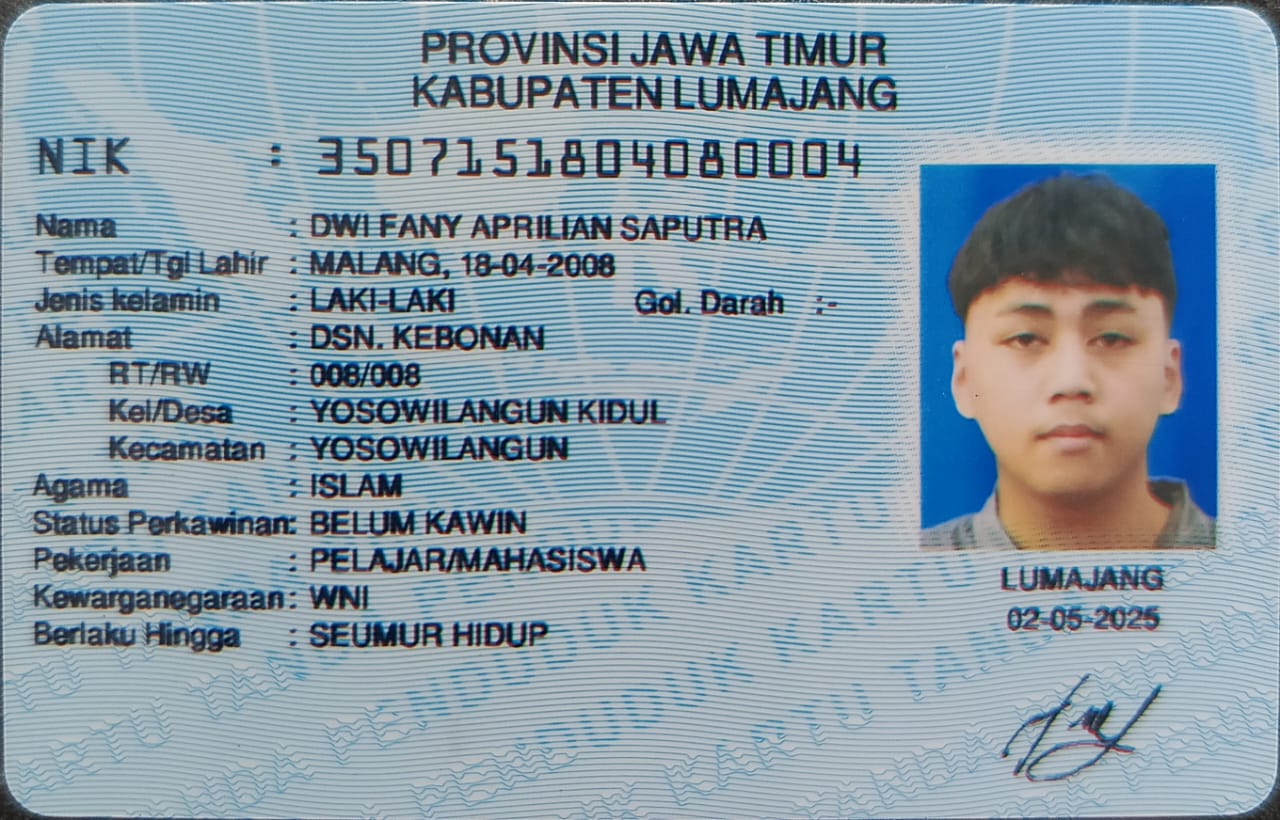 PROVINSI JAWA TIMUR
KABUPATEN LUMAJANG
NIK : 3507151804080004
Nama : DWI FANY APRILIAN SAPUTRA
Tempat/Tgl Lahir : MALANG, 18-04-2008
Jenis kelamin : LAKI-LAKI Gol. Darah :-
Alamat : DSN. KEBONAN
RT/RW : 008/008
Kel/Desa : YOSOWILANGUN KIDUL
Kecamatan : YOSOWILANGUN
Agama : ISLAM
Status Perkawinan: BELUM KAWIN
Pekerjaan : PELAJAR/MAHASISWA
Kewarganegaraan: WNI
Berlaku Hingga : SEUMUR HIDUP
LUMAJANG
02-05-2025